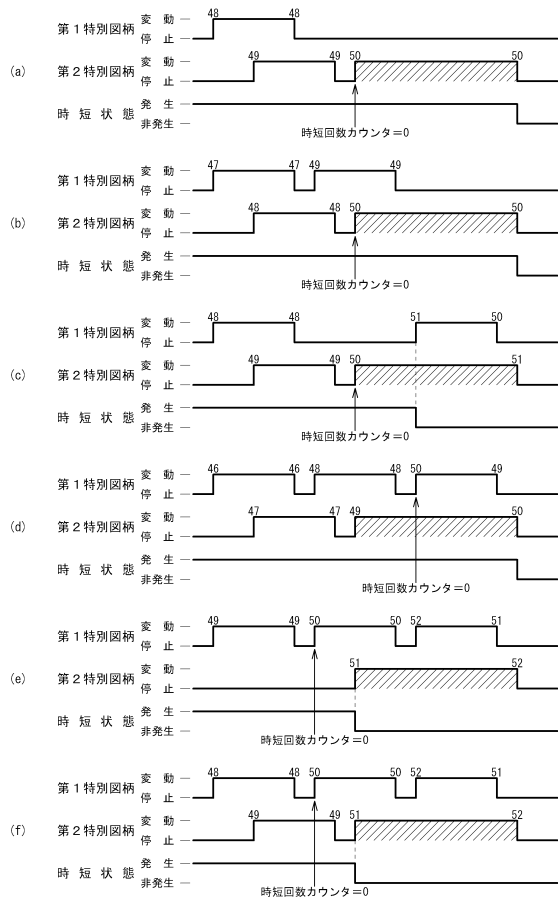 48 48
第1特別図柄 変動
停止
(a) 49 49 50 50
第2特別図柄 変動
停止
時短状態 発生
非発生
時短回数カウンタ=0
47 47 49 49
第1特別図柄 変動
停止
(b) 48 48 50 50
第2特別図柄 変動
停止
時短状態 発生
非発生
時短回数カウンタ=0
48 48 51 50
第1特別図柄 変動
停止
(c) 49 49 50 51
第2特別図柄 変動
停止
時短状態 発生
非発生
時短回数カウンタ=0
46 46 48 48 50 49
第1特別図柄 変動
停止
(d) 47 47 49 50
第2特別図柄 変動
停止
時短状態 発生
非発生
時短回数カウンタ=0
49 49 50 50 52 51
第1特別図柄 変動
停止
(e) 51 52
第2特別図柄 変動
停止
時短状態 発生
非発生
時短回数カウンタ=0
48 48 50 50 52 51
第1特別図柄 変動
停止
(f) 49 49 51 52
第2特別図柄 変動
停止
時短状態 発生
非発生
時短回数カウンタ=0